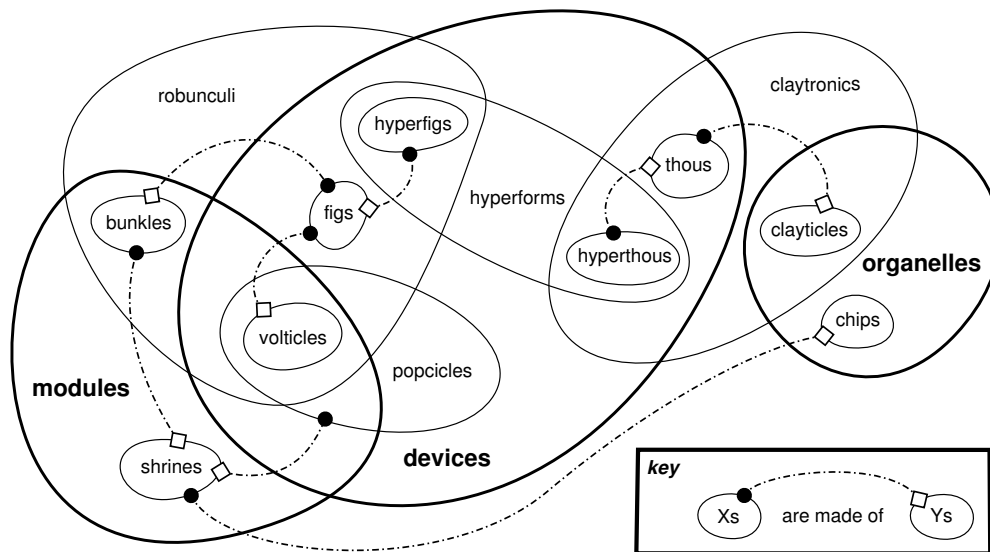 robunculi
claytronics
hyperfigs
thous
hyperforms
figs
bunkles
clayticles
hyperthous
organelles
chips
volticles
popcicles
modules
devices
shrines
key
Xs
are made of
Ys